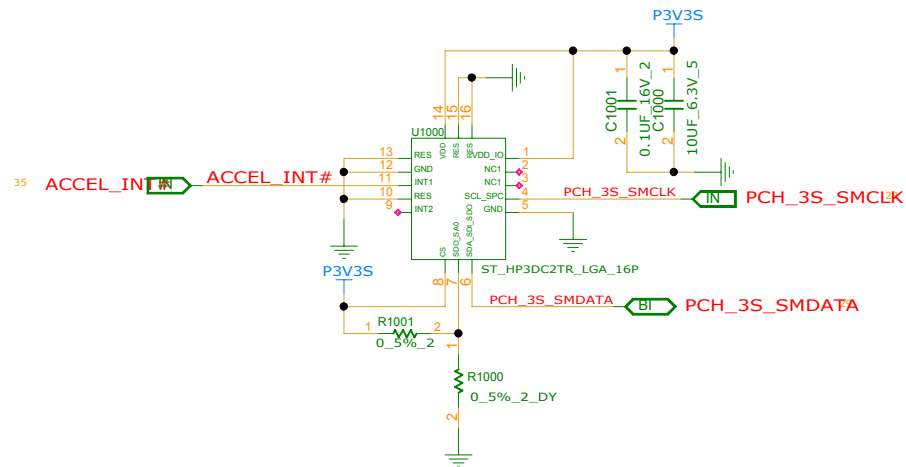 P3V3S
1
1
C1001
0.1UF_16V_2
C1000
10UF_6.3V_5
2
2
14
15
16
U1000
VDD
RES
RES
13
RES
VDD_IO
1
12
GND
NC1
2
35
ACCEL_INT#
IN
ACCEL_INT#
11
INT1
NC1
3
10
RES
SCL_SPC
4
PCH_3S_SMCLK
IN
PCH_3S_SMCLK
9
INT2
GND
5
CS
SDO_SA0
SDA_SDI_SDO
ST_HP3DC2TR_LGA_16P
8
7
6
P3V3S
PCH_3S_SMDATA
BI
PCH_3S_SMDATA
1
R1001
2
0_5%_2
1
R1000
0_5%_2_DY
2